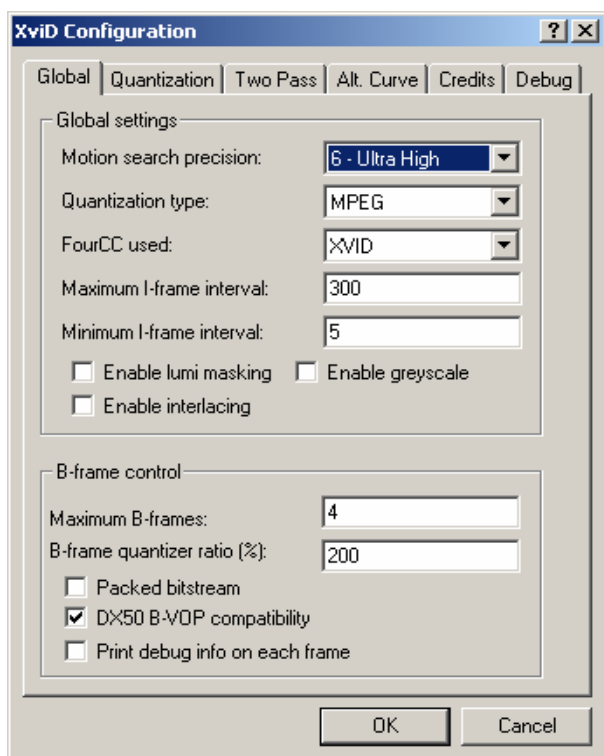 XviD Configuration
Global Quantization Two Pass Alt. Curve Credits Debug
Global settings
Motion search precision: 6 - Ultra High
Quantization type: MPEG
FourCC used: XVID
Maximum I-frame interval: 300
Minimum I-frame interval: 5
Enable lumi masking Enable greyscale
Enable interlacing
B-frame control
Maximum B-frames: 4
B-frame quantizer ratio (%): 200
Packed bitstream
DX50 B-VOP compatibility
Print debug info on each frame
OK Cancel